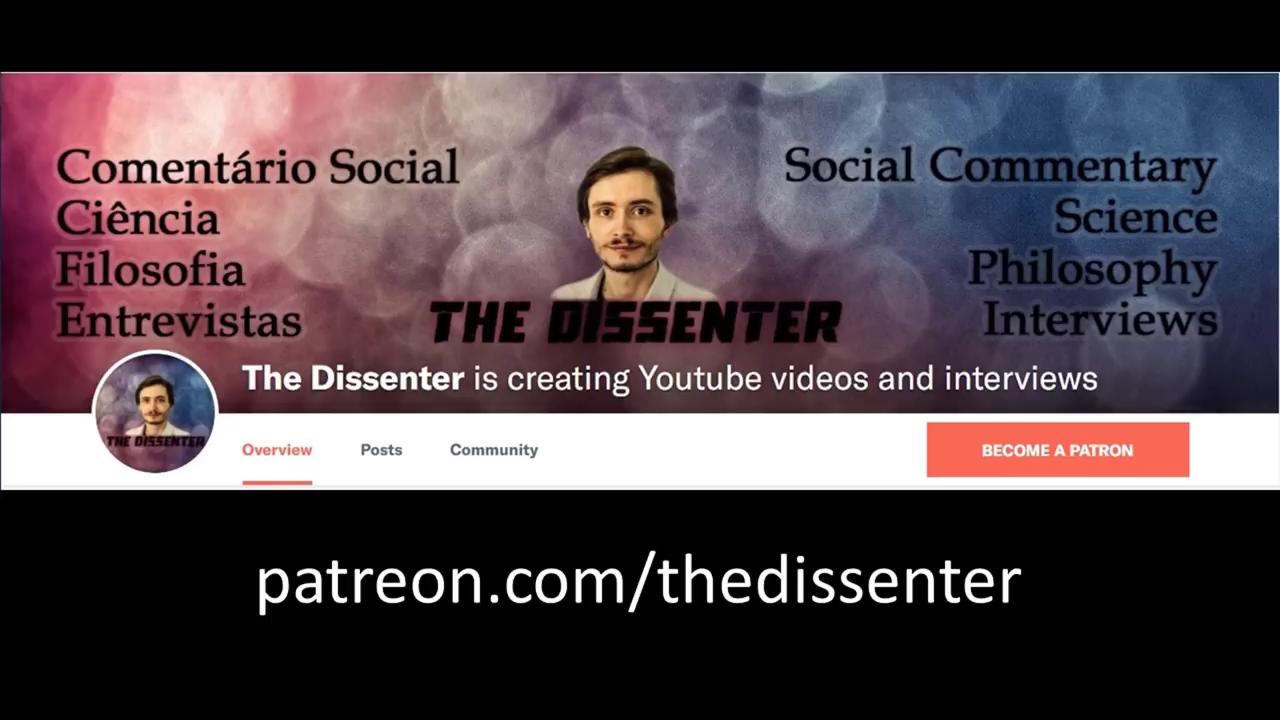 Comentário Social
Ciência
Filosofia
Entrevistas
Social Commentary
Science
Philosophy
Interviews
THE DISSENTER
The Dissenter is creating Youtube videos and interviews
THE DISSENTER
Overview
Posts
Community
BECOME A PATRON
patreon.com/thedissenter